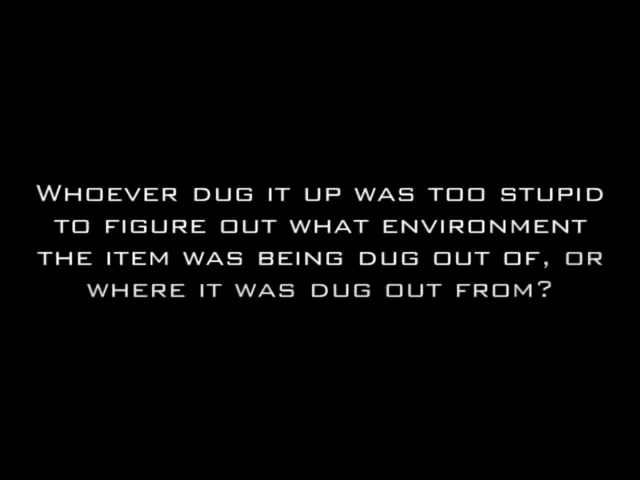 Whoever dug it up was too stupid
to figure out what environment
the item was being dug out of, or
where it was dug out from?